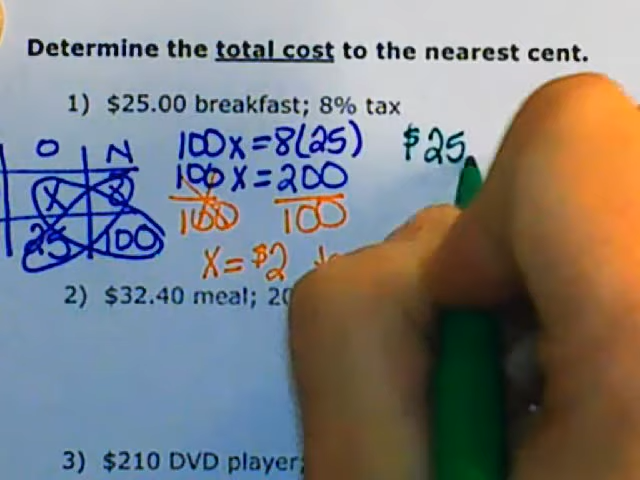 Determine the total cost to the nearest cent.
1) $25.00 breakfast; 8% tax
O N
x 8
25 100
100x=8(25)
100x=200
100 100
x=$2
$25.
2) $32.40 meal;
3) $210 DVD player;